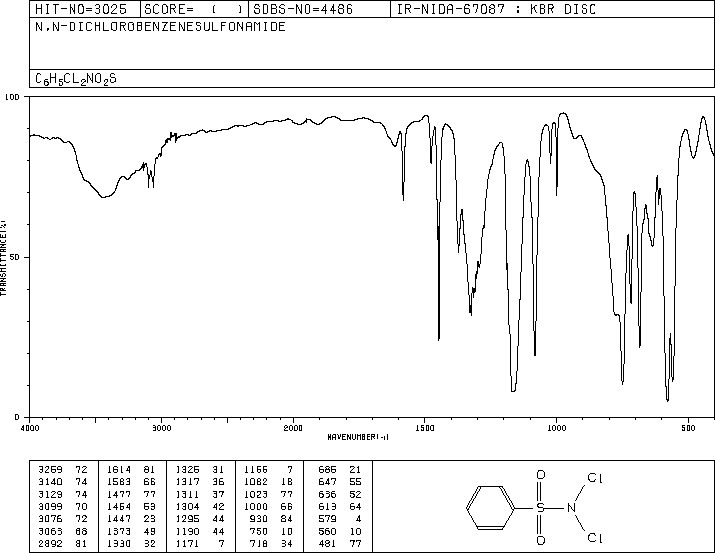 HIT-NO=3025 SCORE= ( ) SDBS-NO=4486 IR-NIDA-67087 : KBR DISC
N,N-DICHLOROBENZENESULFONAMIDE
C6H5CL2NO2S
100
50
0
TRANSMITTANCE(%)
4000 3000 2000 1500 1000 500
WAVENUMBER(-1)
3269 72 1614 81 1326 31 1166 7 686 21
3140 74 1583 66 1317 36 1082 18 647 55
3129 74 1477 77 1311 37 1023 77 636 52
3099 70 1454 69 1304 42 1000 66 613 64
3076 72 1447 23 1295 44 930 84 579 4
3063 68 1373 49 1190 44 750 10 560 10
2892 81 1330 32 1171 7 718 34 481 77
O
Cl
S
N
O
Cl